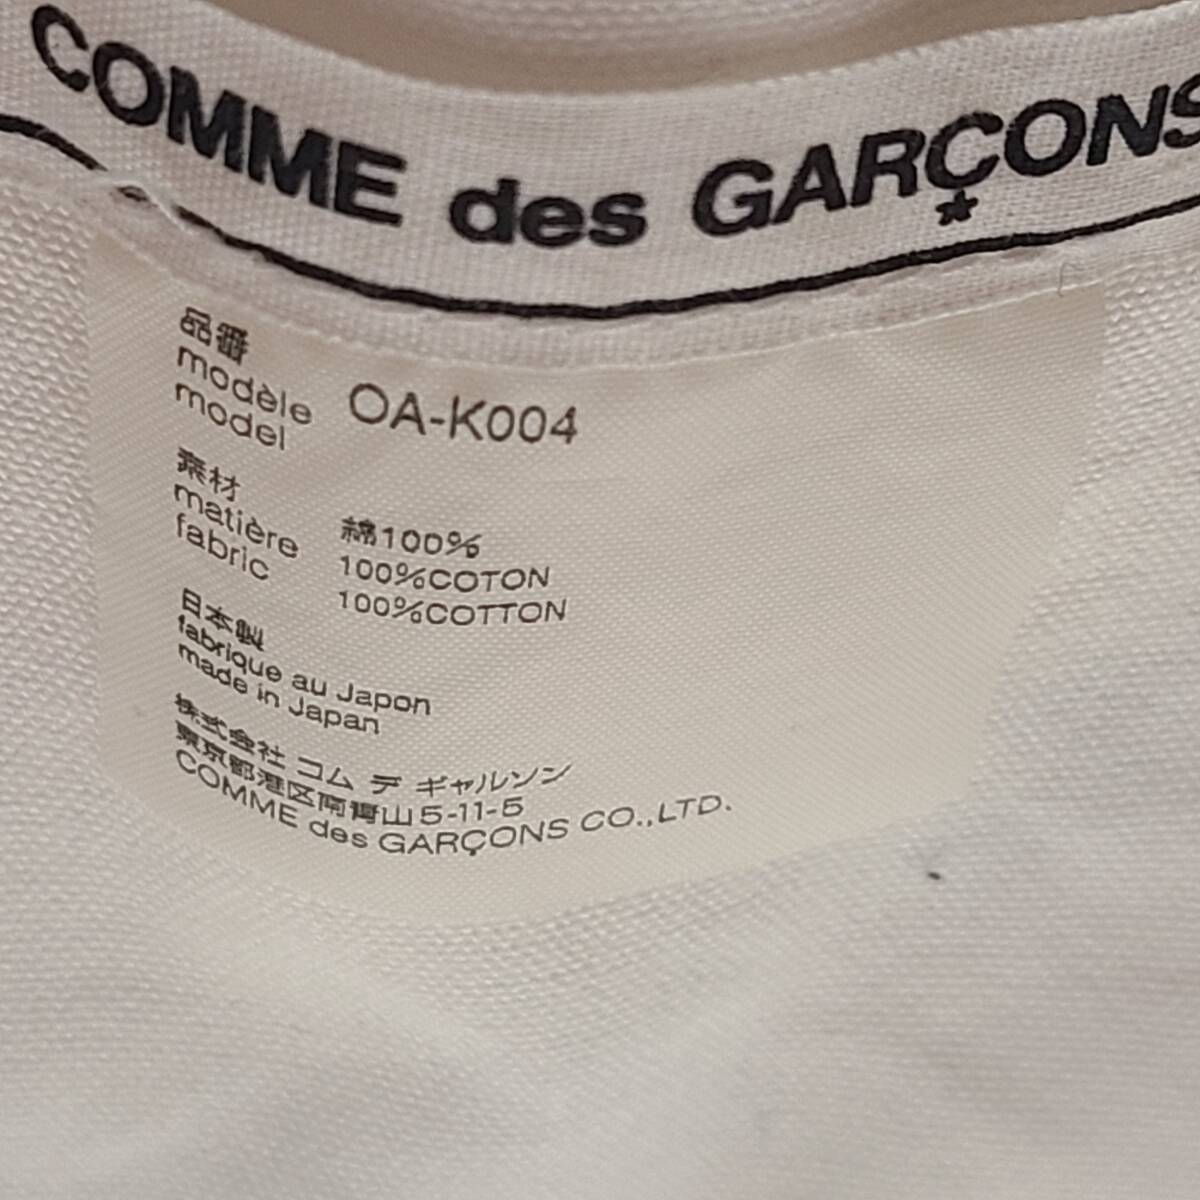 COMME des GARÇONS
品番
modèle
model
OA-K004
素材
matière
fabric
綿100%
100%COTON
100%COTTON
日本製
fabrique au Japon
made in Japan
株式会社 コム デ ギャルソン
東京都港区南青山5-11-5
COMME des GARÇONS CO.,LTD.